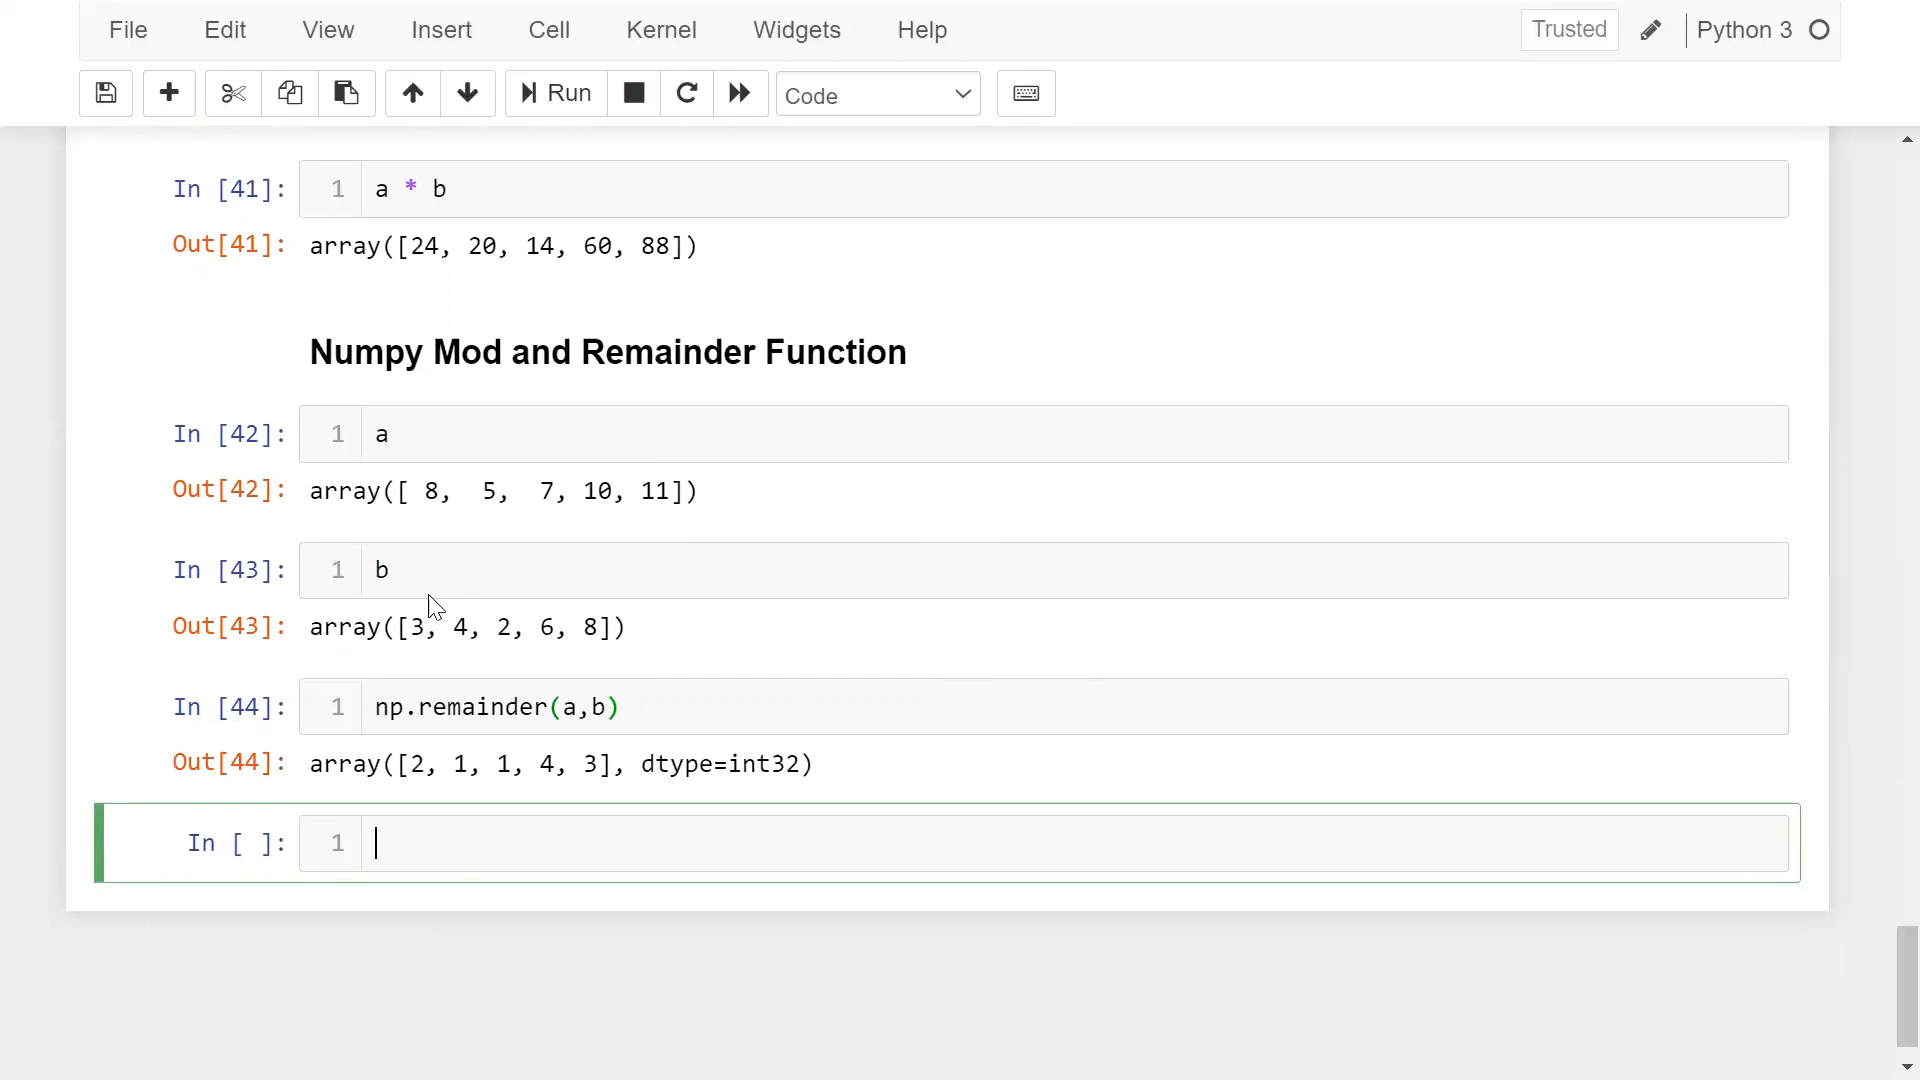 File Edit View Insert Cell Kernel Widgets Help Trusted Python 3
Run Code
In [41]: 1 a * b
Out[41]: array([24, 20, 14, 60, 88])
Numpy Mod and Remainder Function
In [42]: 1 a
Out[42]: array([ 8,  5,  7, 10, 11])
In [43]: 1 b
Out[43]: array([3, 4, 2, 6, 8])
In [44]: 1 np.remainder(a,b)
Out[44]: array([2, 1, 1, 4, 3], dtype=int32)
In [ ]: 1